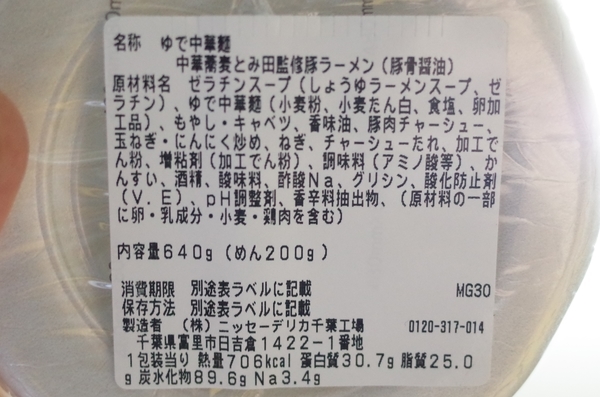 名称 ゆで中華麺
中華蕎麦とみ田監修豚ラーメン(豚骨醤油)
原材料名 ゼラチンスープ(しょうゆラーメンスープ、ゼ
ラチン)、ゆで中華麺(小麦粉、小麦たん白、食塩、卵加
工品)、もやし・キャベツ、香味油、豚肉チャーシュー、
玉ねぎ・にんにく炒め、ねぎ、チャーシューだれ、加工で
ん粉、増粘剤(加工でん粉)、調味料(アミノ酸等)、か
んすい、酒精、酸味料、酢酸Na、グリシン、酸化防止剤
(V.E)、pH調整剤、香辛料抽出物、(原材料の一部
に卵・乳成分・小麦・鶏肉を含む)
内容量640g(めん200g)
消費期限 別途表ラベルに記載 MG30
保存方法 別途表ラベルに記載
製造者 (株)ニッセーデリカ千葉工場 0120-317-014
千葉県富里市日吉倉1422-1番地
1包装当り 熱量706kcal 蛋白質30.7g 脂質25.0
g 炭水化物89.6g Na3.4g